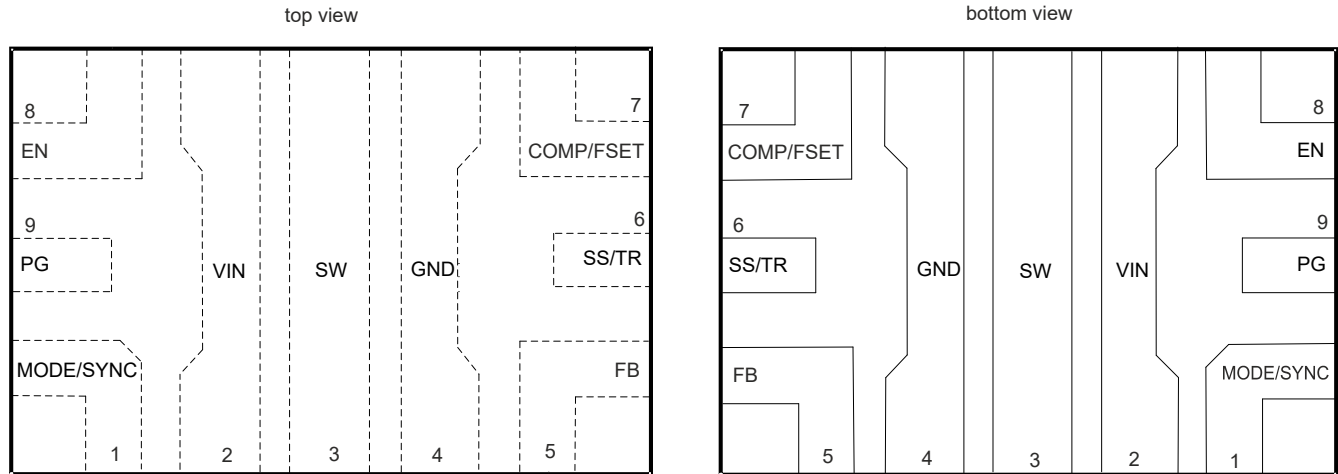 top view
8
7
EN
COMP/FSET
9
6
PG
VIN
SW
GND
SS/TR
MODE/SYNC
FB
1
2
3
4
5
bottom view
7
8
COMP/FSET
EN
6
9
SS/TR
GND
SW
VIN
PG
FB
MODE/SYNC
5
4
3
2
1